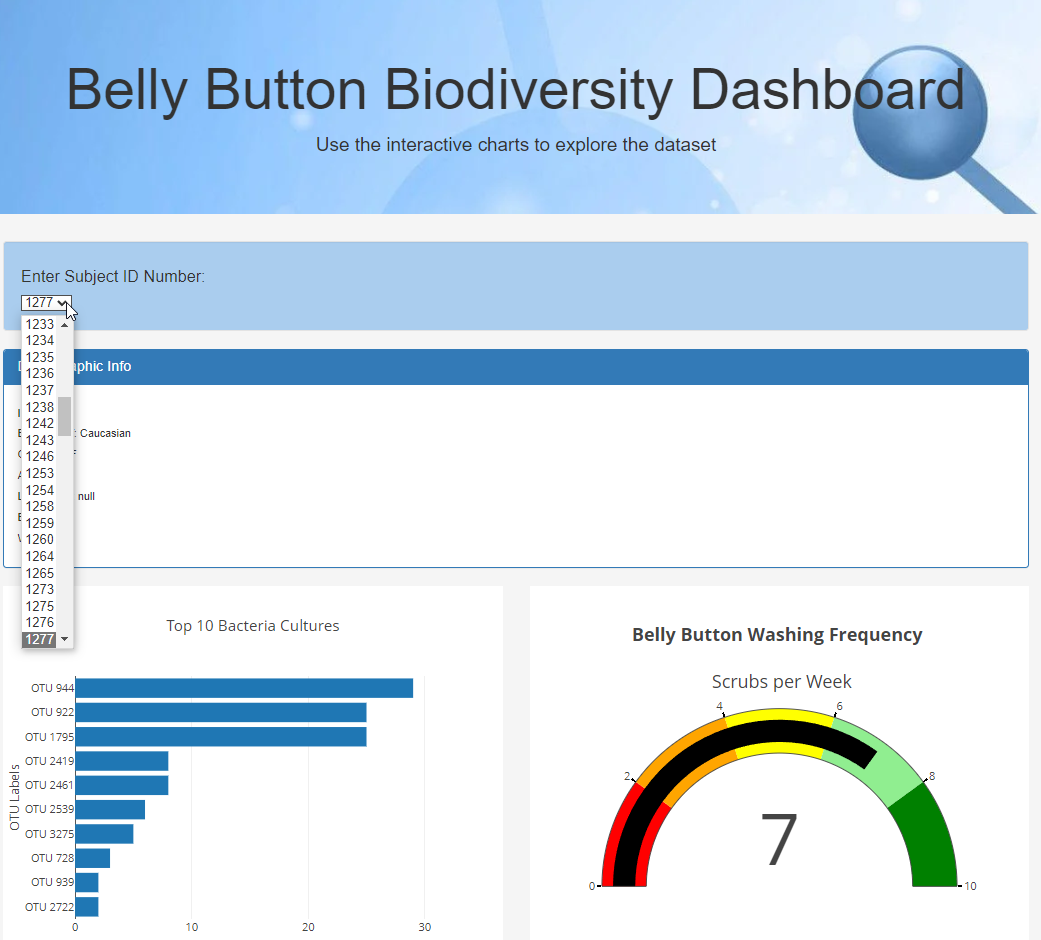 Belly Button Biodiversity Dashboard
Use the interactive charts to explore the dataset
Enter Subject ID Number:
1277
1233
1234
1235
1236
1237
1238
1242
1243
1246
1253
1254
1258
1259
1260
1264
1265
1273
1275
1276
1277
phic Info
: Caucasian
null
Top 10 Bacteria Cultures
OTU Labels
OTU 944
OTU 922
OTU 1795
OTU 2419
OTU 2461
OTU 2539
OTU 3275
OTU 728
OTU 939
OTU 2722
0 10 20 30
Belly Button Washing Frequency
Scrubs per Week
0 2 4 6 8 10
7